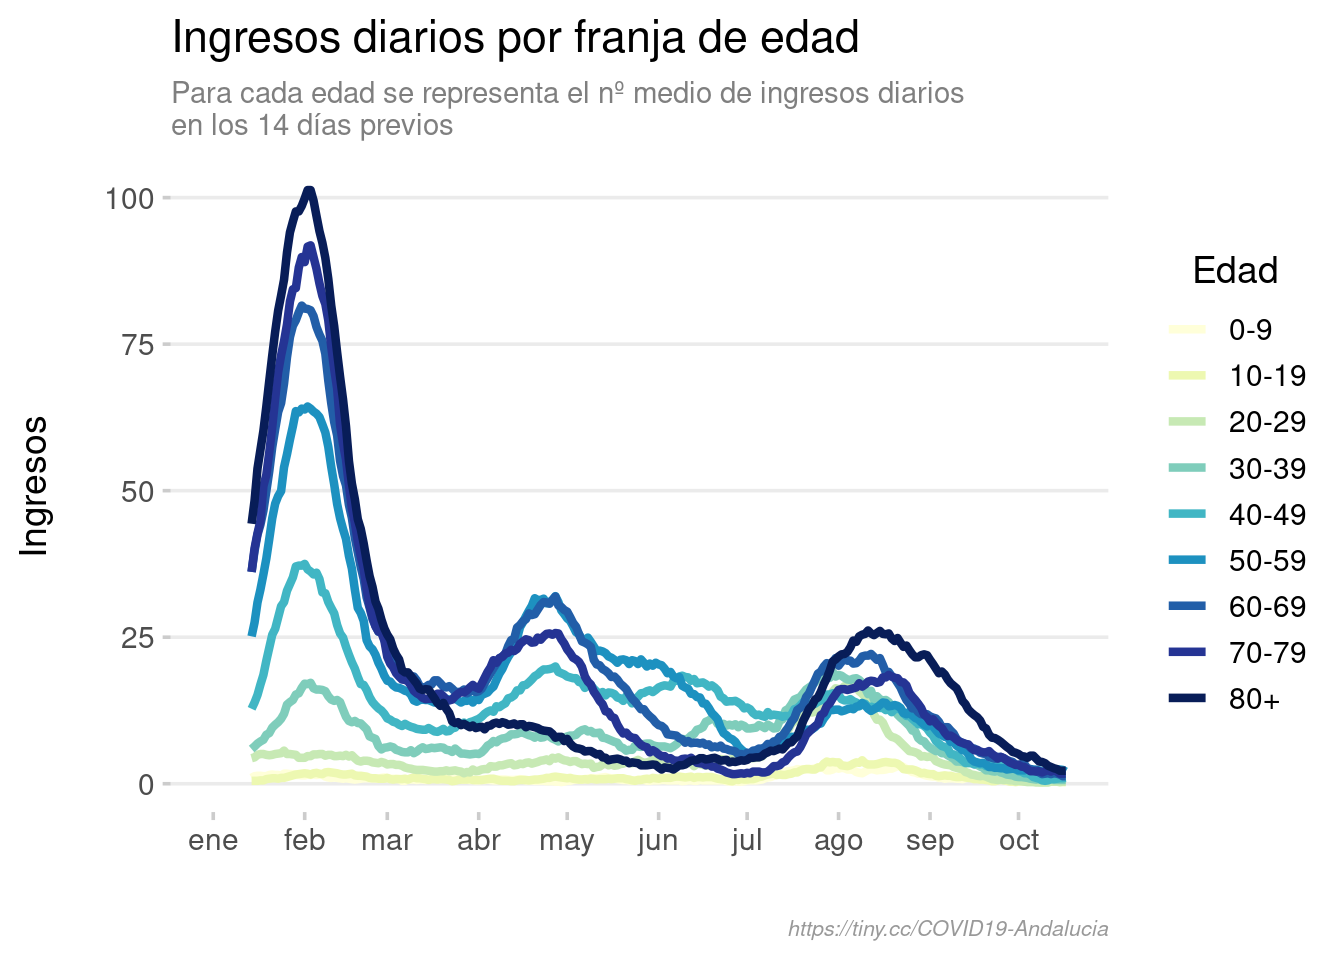 Ingresos diarios por franja de edad
Para cada edad se representa el nº medio de ingresos diarios
en los 14 días previos
Ingresos
100
75
50
25
0
ene feb mar abr may jun jul ago sep oct
Edad
0-9
10-19
20-29
30-39
40-49
50-59
60-69
70-79
80+
https://tiny.cc/COVID19-Andalucia